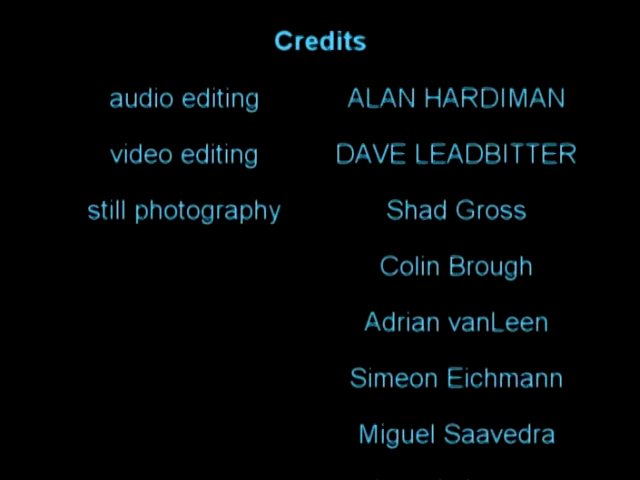 Credits
audio editing ALAN HARDIMAN
video editing DAVE LEADBITTER
still photography Shad Gross
Colin Brough
Adrian vanLeen
Simeon Eichmann
Miguel Saavedra